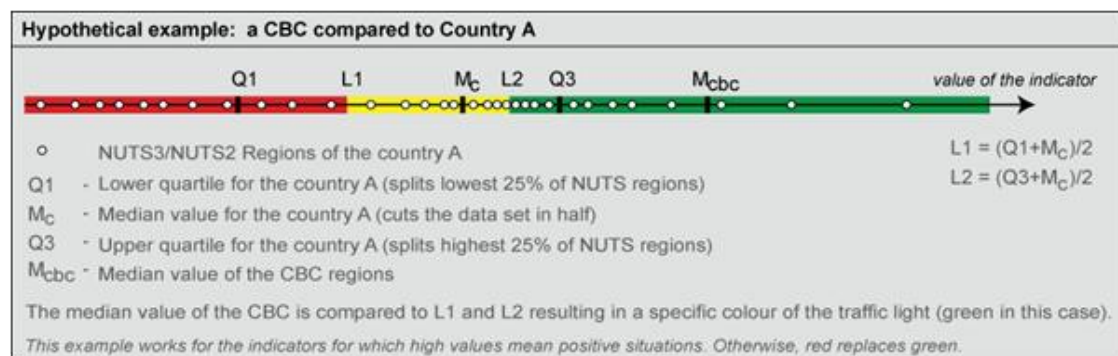 Hypothetical example: a CBC compared to Country A
Q1 L1 Mc L2 Q3 Mcbc value of the indicator
NUTS3/NUTS2 Regions of the country A L1 = (Q1+Mc)/2
Q1 - Lower quartile for the country A (splits lowest 25% of NUTS regions) L2 = (Q3+Mc)/2
Mc - Median value for the country A (cuts the data set in half)
Q3 - Upper quartile for the country A (splits highest 25% of NUTS regions)
Mcbc - Median value of the CBC regions
The median value of the CBC is compared to L1 and L2 resulting in a specific colour of the traffic light (green in this case).
This example works for the indicators for which high values mean positive situations. Otherwise, red replaces green.